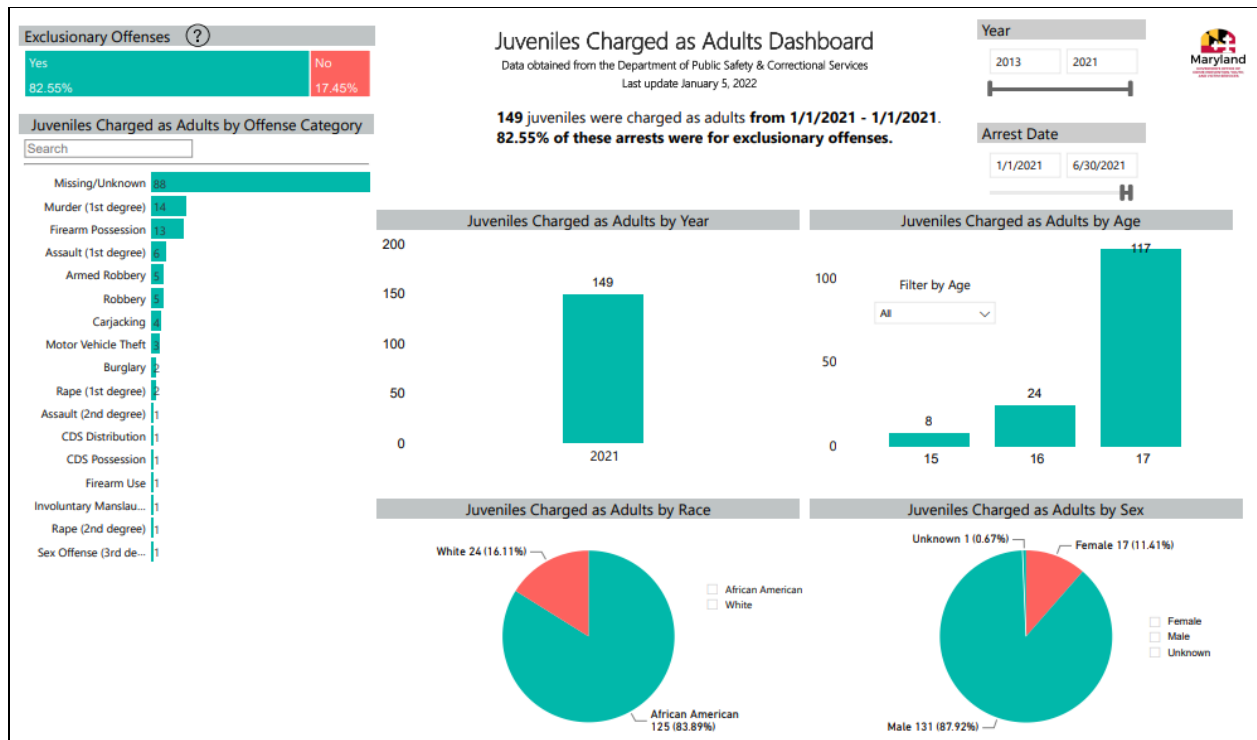 Exclusionary Offenses ?
Yes
82.55%
No
17.45%
Juveniles Charged as Adults by Offense Category
Search
Missing/Unknown 88
Murder (1st degree) 14
Firearm Possession 13
Assault (1st degree) 6
Armed Robbery 5
Robbery 5
Carjacking 4
Motor Vehicle Theft 3
Burglary 2
Rape (1st degree) 2
Assault (2nd degree) 1
CDS Distribution 1
CDS Possession 1
Firearm Use 1
Involuntary Manslau... 1
Rape (2nd degree) 1
Sex Offense (3rd de... 1
Juveniles Charged as Adults Dashboard
Data obtained from the Department of Public Safety & Correctional Services
Last update January 5, 2022
149 juveniles were charged as adults from 1/1/2021 - 1/1/2021.
82.55% of these arrests were for exclusionary offenses.
Year
2013 2021
Arrest Date
1/1/2021 6/30/2021
Maryland
Juveniles Charged as Adults by Year
200
150
100
50
0
149
2021
Juveniles Charged as Adults by Age
100
50
0
Filter by Age
All
8
24
117
15 16 17
Juveniles Charged as Adults by Race
White 24 (16.11%)
African American
125 (83.89%)
African American
White
Juveniles Charged as Adults by Sex
Unknown 1 (0.67%)
Female 17 (11.41%)
Male 131 (87.92%)
Female
Male
Unknown